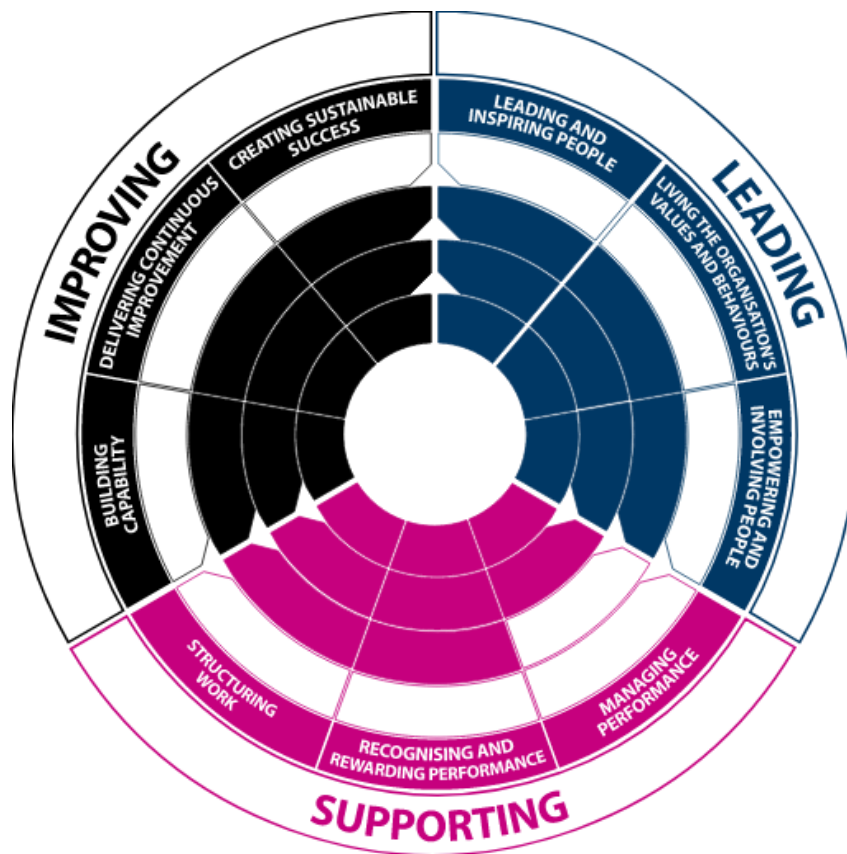 IMPROVING
CREATING SUSTAINABLE
SUCCESS
DELIVERING CONTINUOUS
IMPROVEMENT
BUILDING
CAPABILITY
LEADING
LEADING AND
INSPIRING PEOPLE
LIVING THE ORGANISATION'S
VALUES AND BEHAVIOURS
EMPOWERING AND
INVOLVING PEOPLE
SUPPORTING
MANAGING
PERFORMANCE
RECOGNISING AND
REWARDING PERFORMANCE
STRUCTURING
WORK